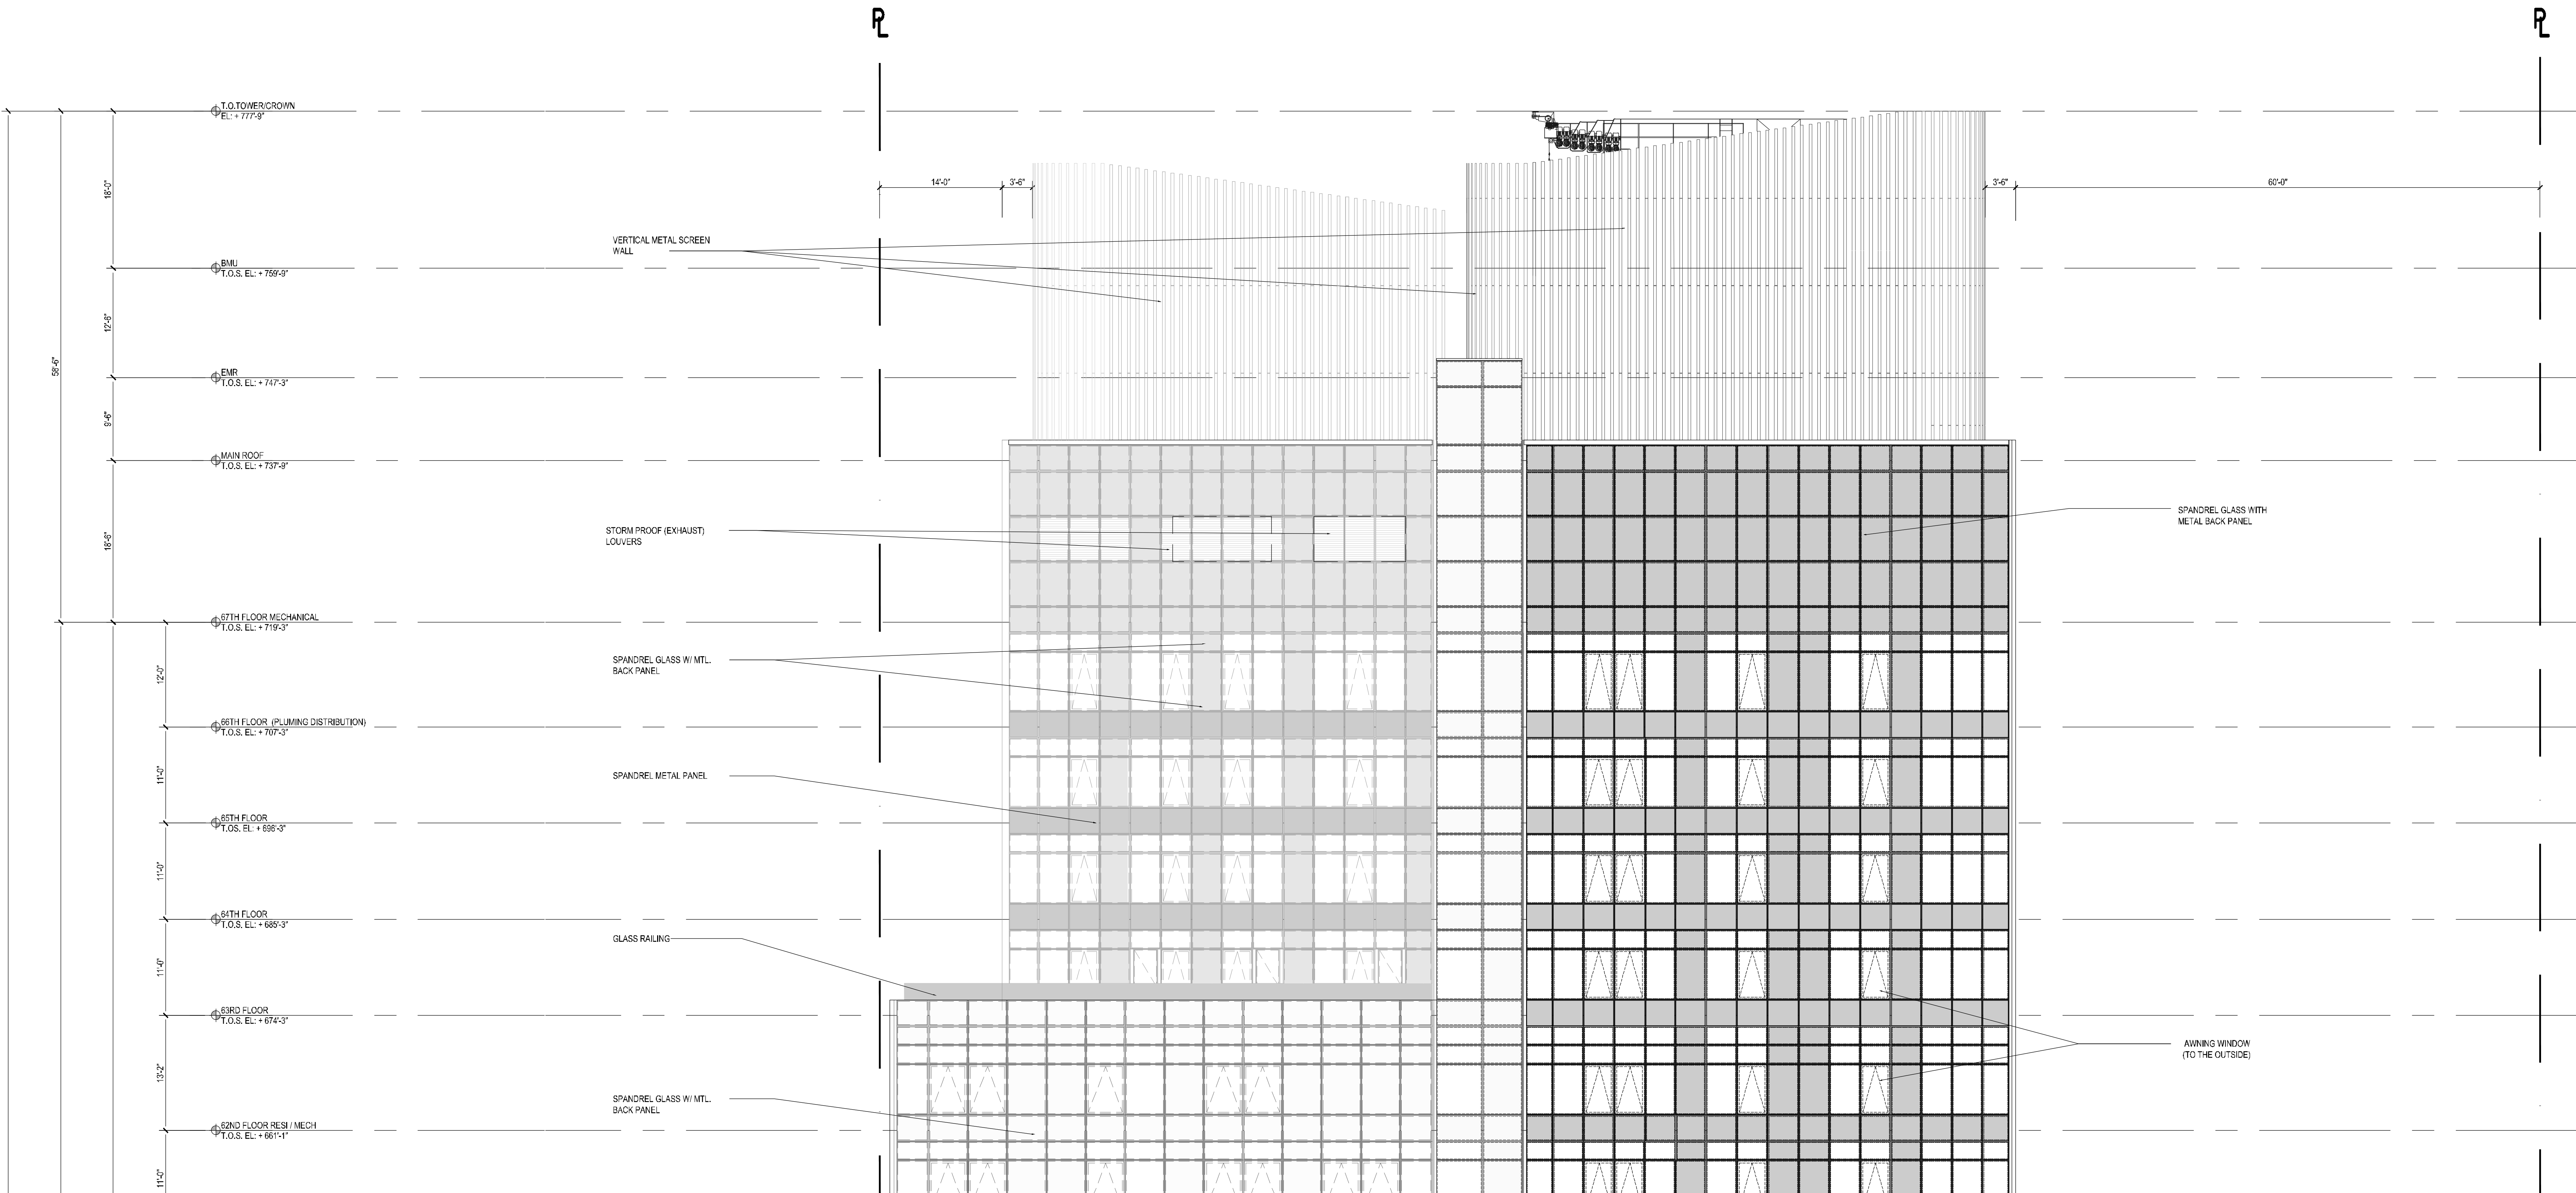 PL
PL
T.O.TOWER/CROWN
EL: + 777'-9"
18'-0"
14'-0"
3'-6"
3'-6"
60'-0"
VERTICAL METAL SCREEN
WALL
BMU
T.O.S. EL: + 759'-9"
12'-6"
58'-6"
EMR
T.O.S. EL: + 747'-3"
9'-6"
MAIN ROOF
T.O.S. EL: + 737'-9"
18'-6"
STORM PROOF (EXHAUST)
LOUVERS
SPANDREL GLASS WITH
METAL BACK PANEL
67TH FLOOR MECHANICAL
T.O.S. EL: + 719'-3"
12'-0"
SPANDREL GLASS W/ MTL.
BACK PANEL
66TH FLOOR (PLUMING DISTRIBUTION)
T.O.S. EL: + 707'-3"
11'-0"
SPANDREL METAL PANEL
65TH FLOOR
T.OS. EL: + 696'-3"
11'-0"
64TH FLOOR
T.O.S. EL: + 685'-3"
GLASS RAILING
11'-0"
63RD FLOOR
T.O.S. EL: + 674'-3"
13'-2"
AWNING WINDOW
(TO THE OUTSIDE)
SPANDREL GLASS W/ MTL.
BACK PANEL
62ND FLOOR RESI / MECH
T.O.S. EL: + 661'-1"
11'-0"